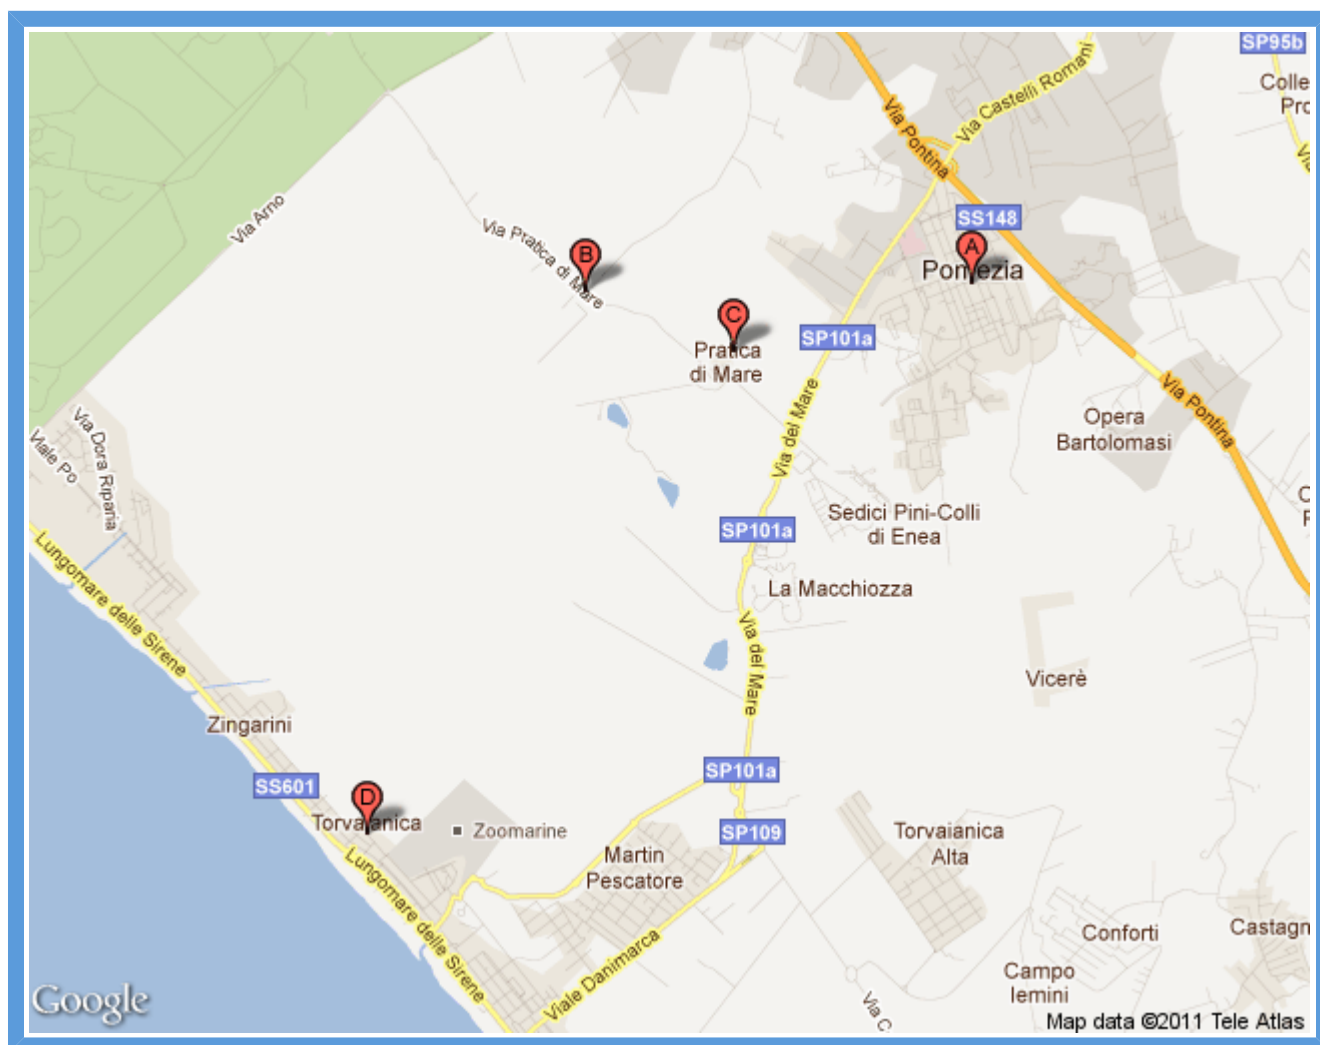 SP95b
Colle
Pro
Via Castelli Romani
Via Pontina
Via Arno
SS148
Via Pratica di Mare
B
A
Pomezia
C
Pratica
di Mare
SP101a
Via del Mare
Via Pontina
Opera
Bartolomasi
Viale Po
Via Dora Riparia
Sedici Pini-Colli
di Enea
SP101a
La Macchiozza
Lungomare delle Sirene
Via del Mare
Vicerè
Zingarini
SP101a
SS601
D
Torvaianica
Zoomarine
SP109
Martin
Pescatore
Torvaianica
Alta
Lungomare delle Sirene
Viale Danimarca
Conforti
Castagn
Campo
Iemini
Via C
Google
Map data ©2011 Tele Atlas